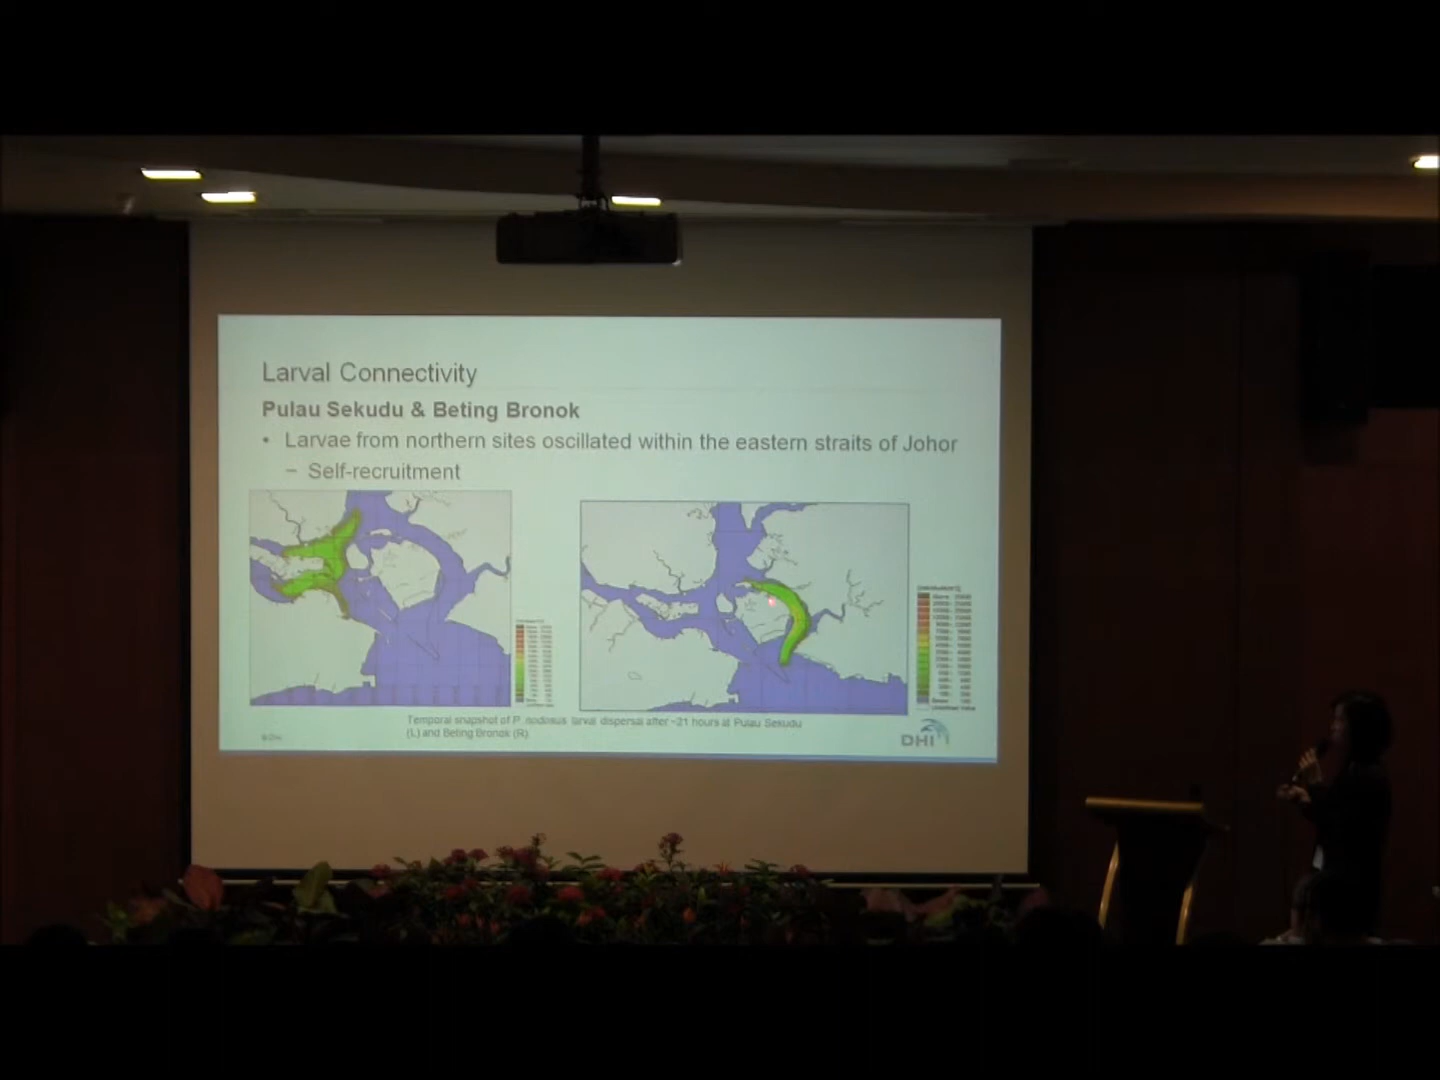 Larval Connectivity
Pulau Sekudu & Beting Bronok
• Larvae from northern sites oscillated within the eastern straits of Johor
– Self-recruitment
Temporal snapshot of P. nodosus larval dispersal after ~21 hours at Pulau Sekudu
(L) and Beting Bronok (R)
DHI